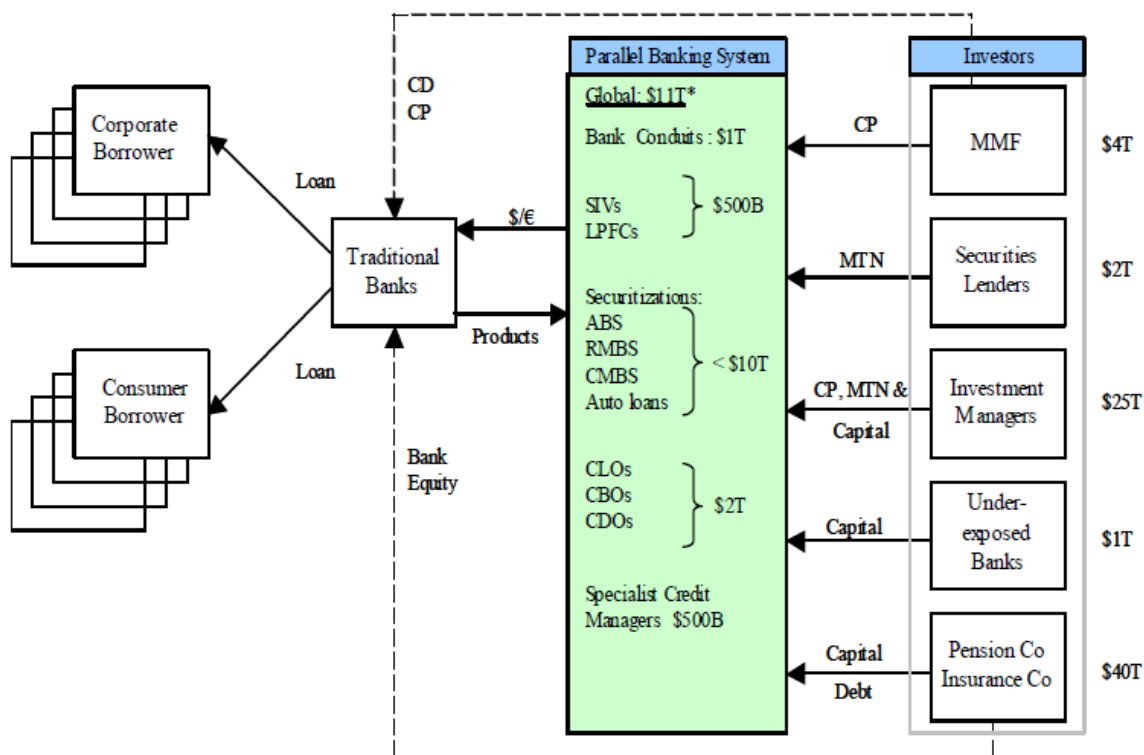 CD
CP
Corporate
Borrower
Loan
Traditional
Banks
Loan
Consumer
Borrower
$/€
Products
Bank
Equity
Parallel Banking System
Global: $11T*
Bank Conduits : $1T
SIVs
LPFCs
$500B
Securitizations:
ABS
RMBS
CMBS
Auto loans
< $10T
CLOs
CBOs
CDOs
$2T
Specialist Credit
Managers $500B
CP
MTN
CP, MTN &
Capital
Capital
Capital
Debt
Investors
MMF
$4T
Securities
Lenders
$2T
Investment
Managers
$25T
Under-
exposed
Banks
$1T
Pension Co
Insurance Co
$40T